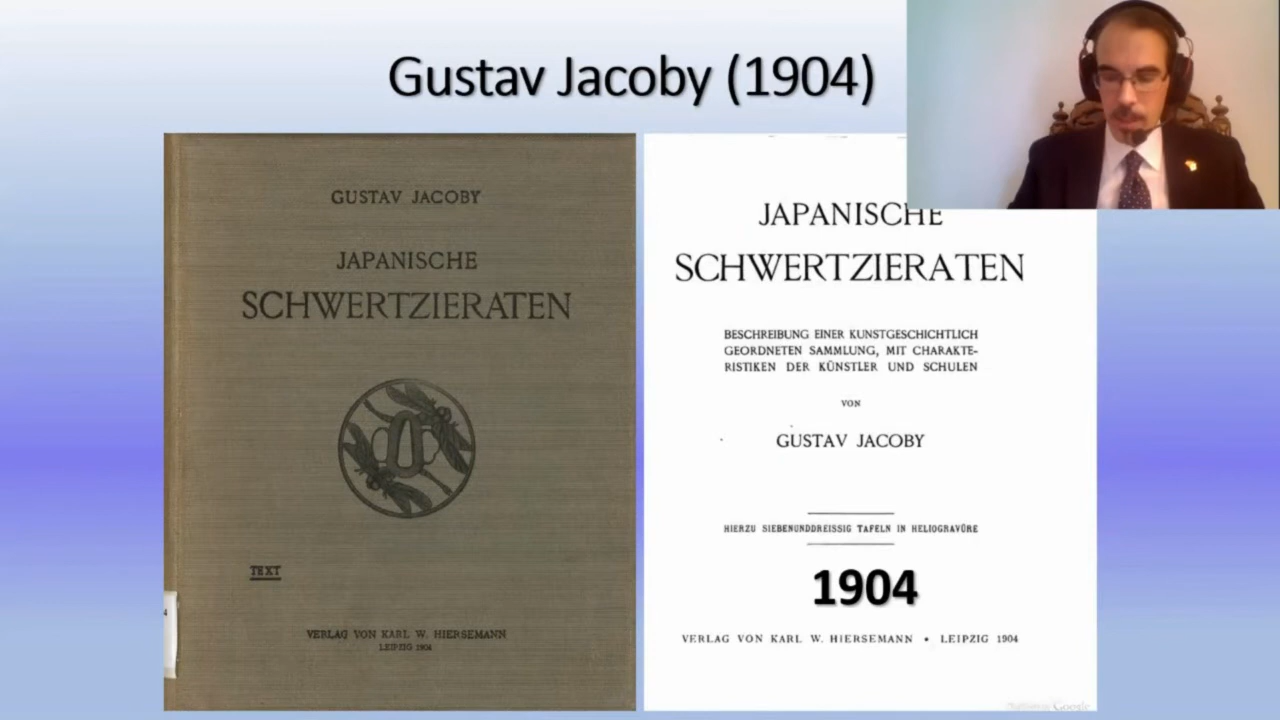 Gustav Jacoby (1904)
GUSTAV JACOBY
JAPANISCHE
SCHWERTZIERATEN
TEXT
VERLAG VON KARL W. HIERSEMANN
LEIPZIG 1904
JAPANISCHE
SCHWERTZIERATEN
BESCHREIBUNG EINER KUNSTGESCHICHTLICH
GEORDNETEN SAMMLUNG, MIT CHARAKTE-
RISTIKEN DER KÜNSTLER UND SCHULEN
VON
GUSTAV JACOBY
HIERZU SIEBENUNDDREISSIG TAFELN IN HELIOGRAVÜRE
1904
VERLAG VON KARL W. HIERSEMANN • LEIPZIG 1904
Google